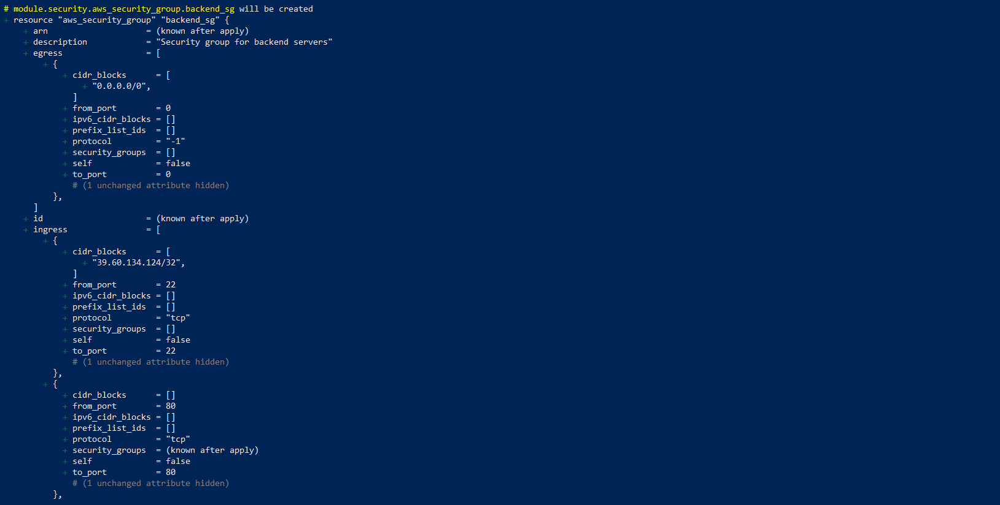 # module.security.aws_security_group.backend_sg will be created
+ resource "aws_security_group" "backend_sg" {
+ arn = (known after apply)
+ description = "Security group for backend servers"
+ egress = [
+ {
+ cidr_blocks = [
+ "0.0.0.0/0",
]
+ from_port = 0
+ ipv6_cidr_blocks = []
+ prefix_list_ids = []
+ protocol = "-1"
+ security_groups = []
+ self = false
+ to_port = 0
# (1 unchanged attribute hidden)
},
]
+ id = (known after apply)
+ ingress = [
+ {
+ cidr_blocks = [
+ "39.60.134.124/32",
]
+ from_port = 22
+ ipv6_cidr_blocks = []
+ prefix_list_ids = []
+ protocol = "tcp"
+ security_groups = []
+ self = false
+ to_port = 22
# (1 unchanged attribute hidden)
},
+ {
+ cidr_blocks = []
+ from_port = 80
+ ipv6_cidr_blocks = []
+ prefix_list_ids = []
+ protocol = "tcp"
+ security_groups = (known after apply)
+ self = false
+ to_port = 80
# (1 unchanged attribute hidden)
},